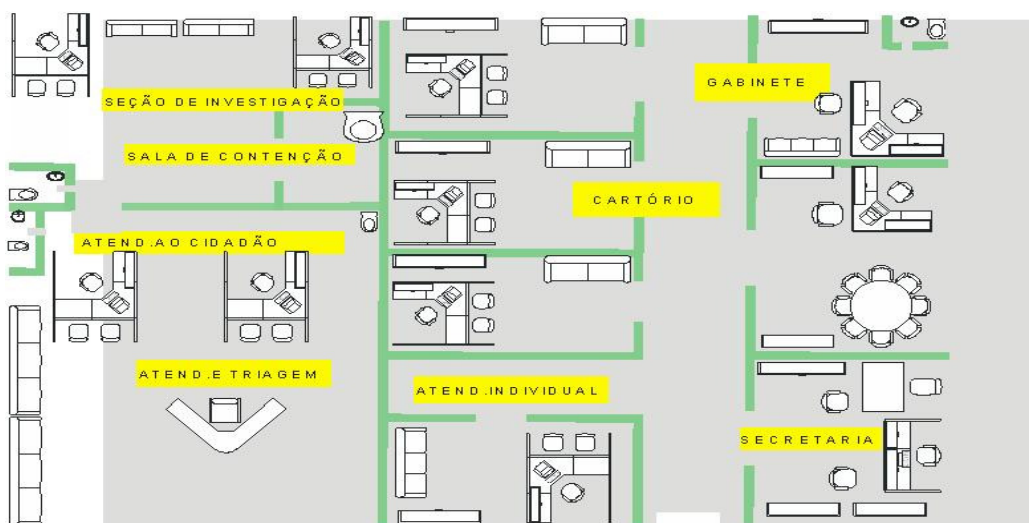 GABINETE
SEÇÃO DE INVESTIGAÇÃO
SALA DE CONTENÇÃO
CARTÓRIO
ATEND.AO CIDADÃO
ATEND.E TRIAGEM
ATEND.INDIVIDUAL
SECRETARIA